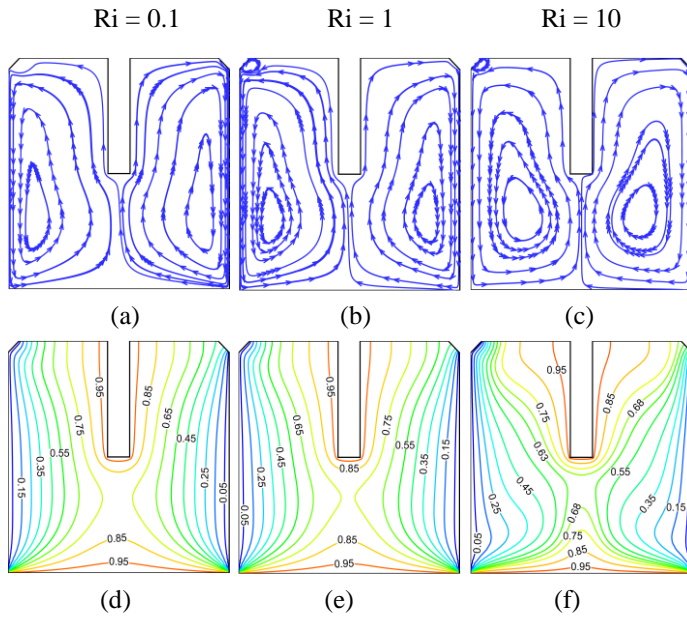 Ri = 0.1 Ri = 1 Ri = 10
(a) (b) (c)
0.95 0.85 0.75 0.65 0.55 0.45 0.35 0.25 0.15 0.05 0.85 0.95
0.95 0.75 0.65 0.55 0.45 0.35 0.25 0.15 0.05 0.85 0.85 0.95
0.95 0.85 0.75 0.68 0.63 0.55 0.45 0.35 0.25 0.15 0.05 0.68 0.75 0.85 0.95
(d) (e) (f)